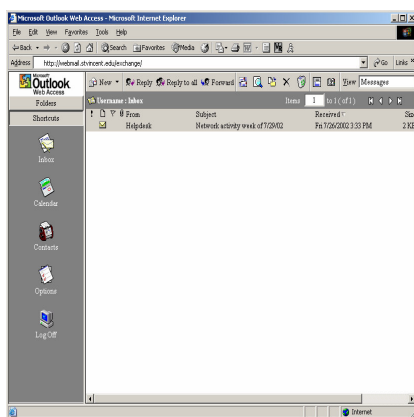 Microsoft Outlook Web Access - Microsoft Internet Explorer
File Edit View Favorites Tools Help
Back Search Favorites Media
Address http://webmail.stvincent.edu/exchange/ Go Links
Microsoft Outlook Web Access
New Reply Reply to all Forward View Messages
Folders
Username : Inbox Items 1 to 1 ( of 1 )
Shortcuts
! From Subject Received Size
Helpdesk Network activity week of 7/29/02 Fri 7/26/2002 3:33 PM 2 KB
Inbox
Calendar
Contacts
Options
Log Off
Internet